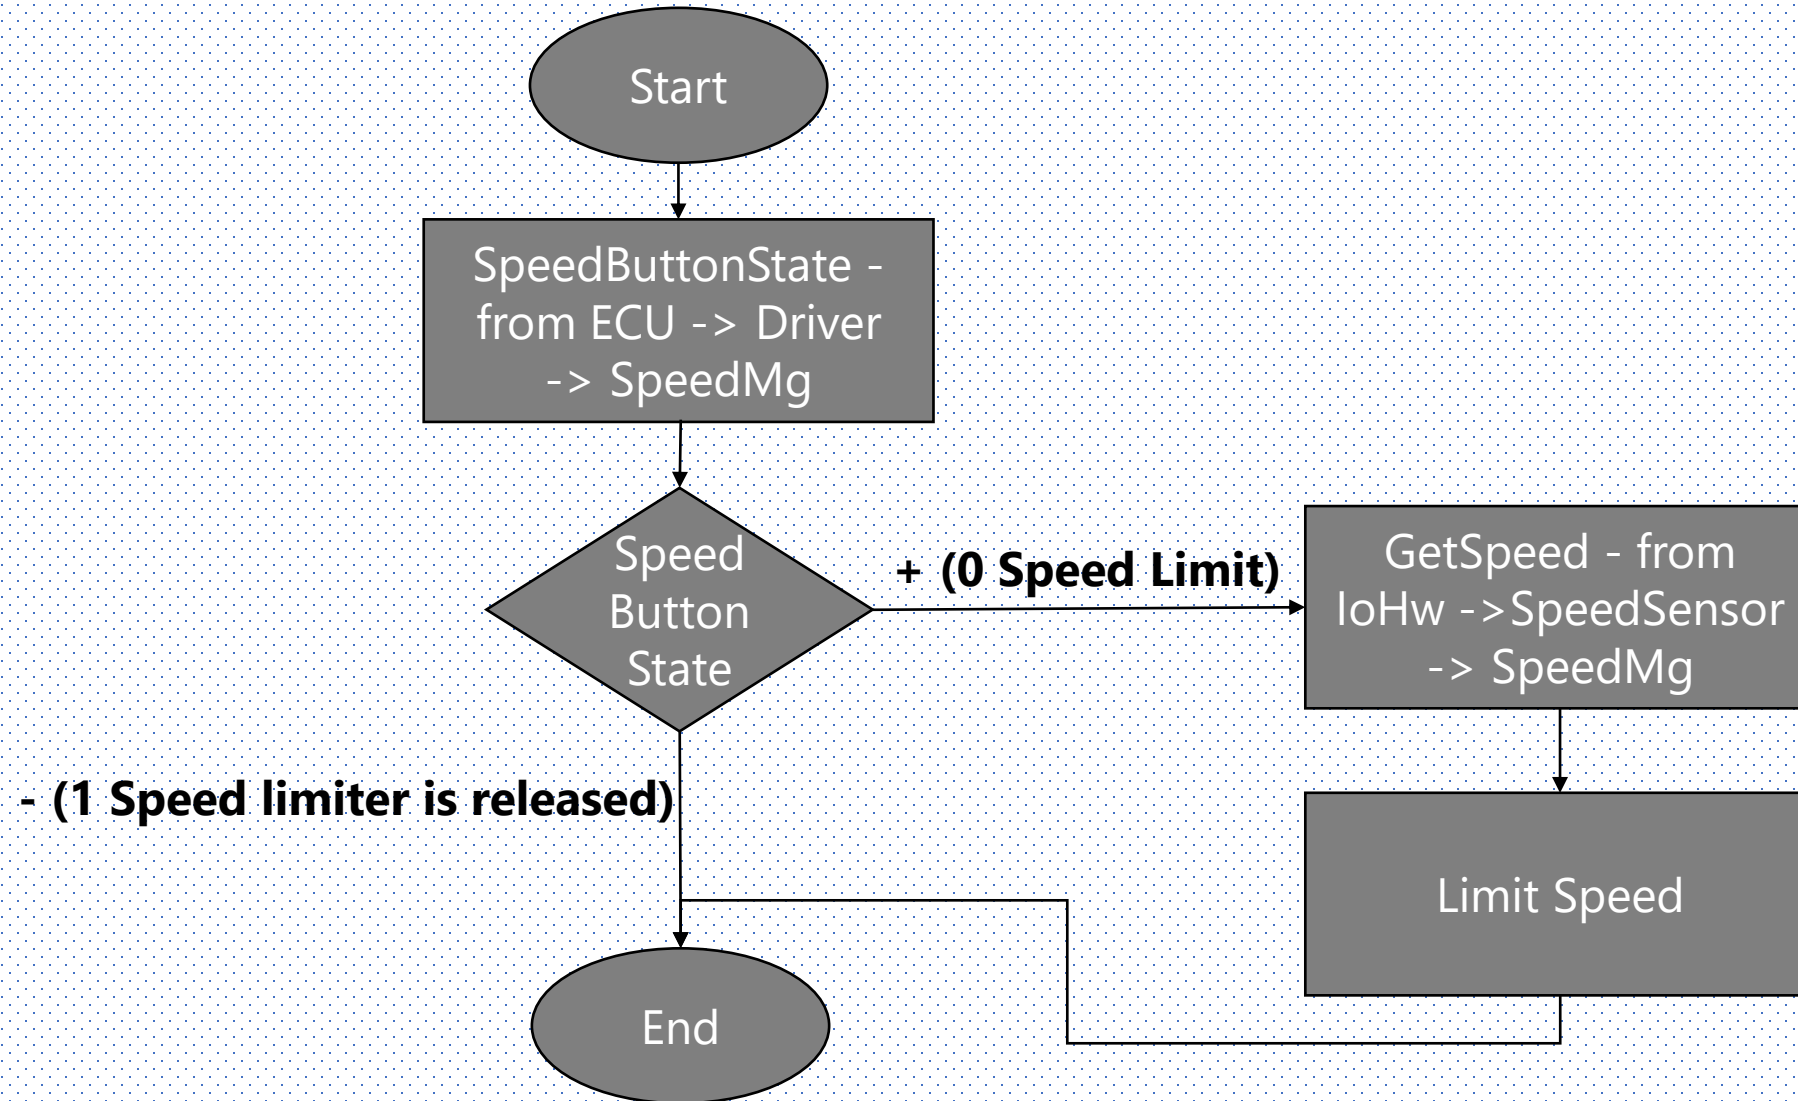 Start
SpeedButtonState -
from ECU -> Driver
-> SpeedMg
Speed
Button
State
+ (0 Speed Limit)
GetSpeed - from
IoHw ->SpeedSensor
-> SpeedMg
- (1 Speed limiter is released)
Limit Speed
End